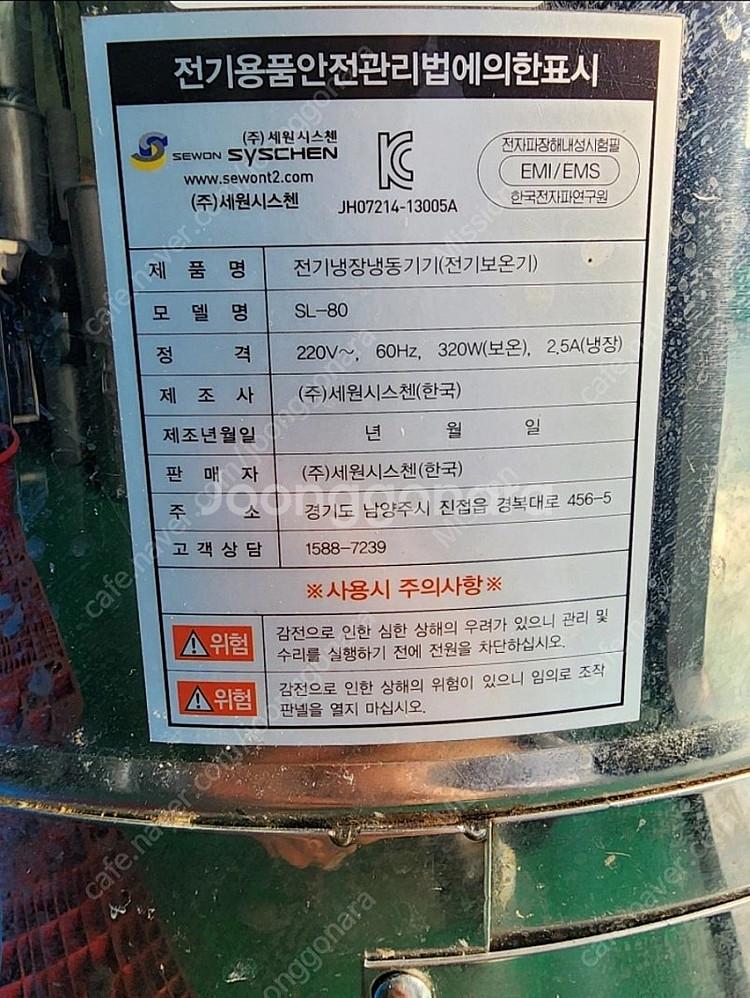 전기용품안전관리법에의한표시
(주)세원시스첸
SEWON SYSCHEN
www.sewont2.com
(주)세원시스첸
JH07214-13005A
전자파장해내성시험필
EMI/EMS
한국전자파연구원
제 품 명 전기냉장냉동기기(전기보온기)
모 델 명 SL-80
정 격 220V~, 60Hz, 320W(보온), 2.5A(냉장)
제 조 사 (주)세원시스첸(한국)
제조년월일 년 월 일
판 매 자 (주)세원시스첸(한국)
주 소 경기도 남양주시 진접읍 경복대로 456-5
고객상담 1588-7239
※사용시 주의사항※
위험 감전으로 인한 심한 상해의 우려가 있으니 관리 및
수리를 실행하기 전에 전원을 차단하십시오.
위험 감전으로 인한 상해의 위험이 있으니 임의로 조작
판넬을 열지 마십시오.
Joonggonara
cafe.naver.com/joonggonara